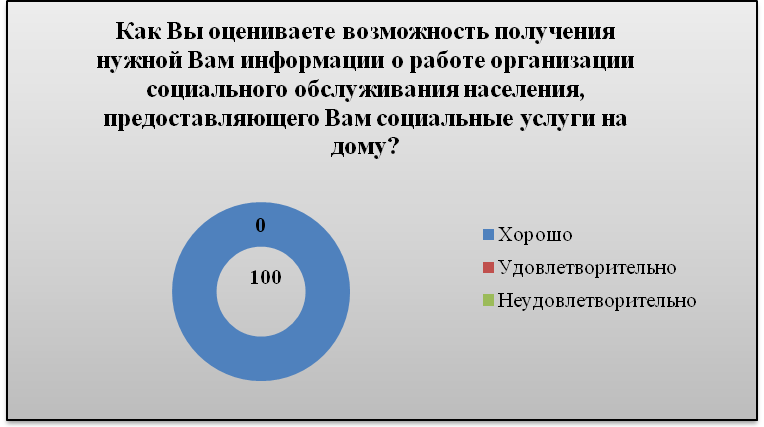 Как Вы оцениваете возможность получения
нужной Вам информации о работе организации
социального обслуживания населения,
предоставляющего Вам социальные услуги на
дому?
0
100
Хорошо
Удовлетворительно
Неудовлетворительно